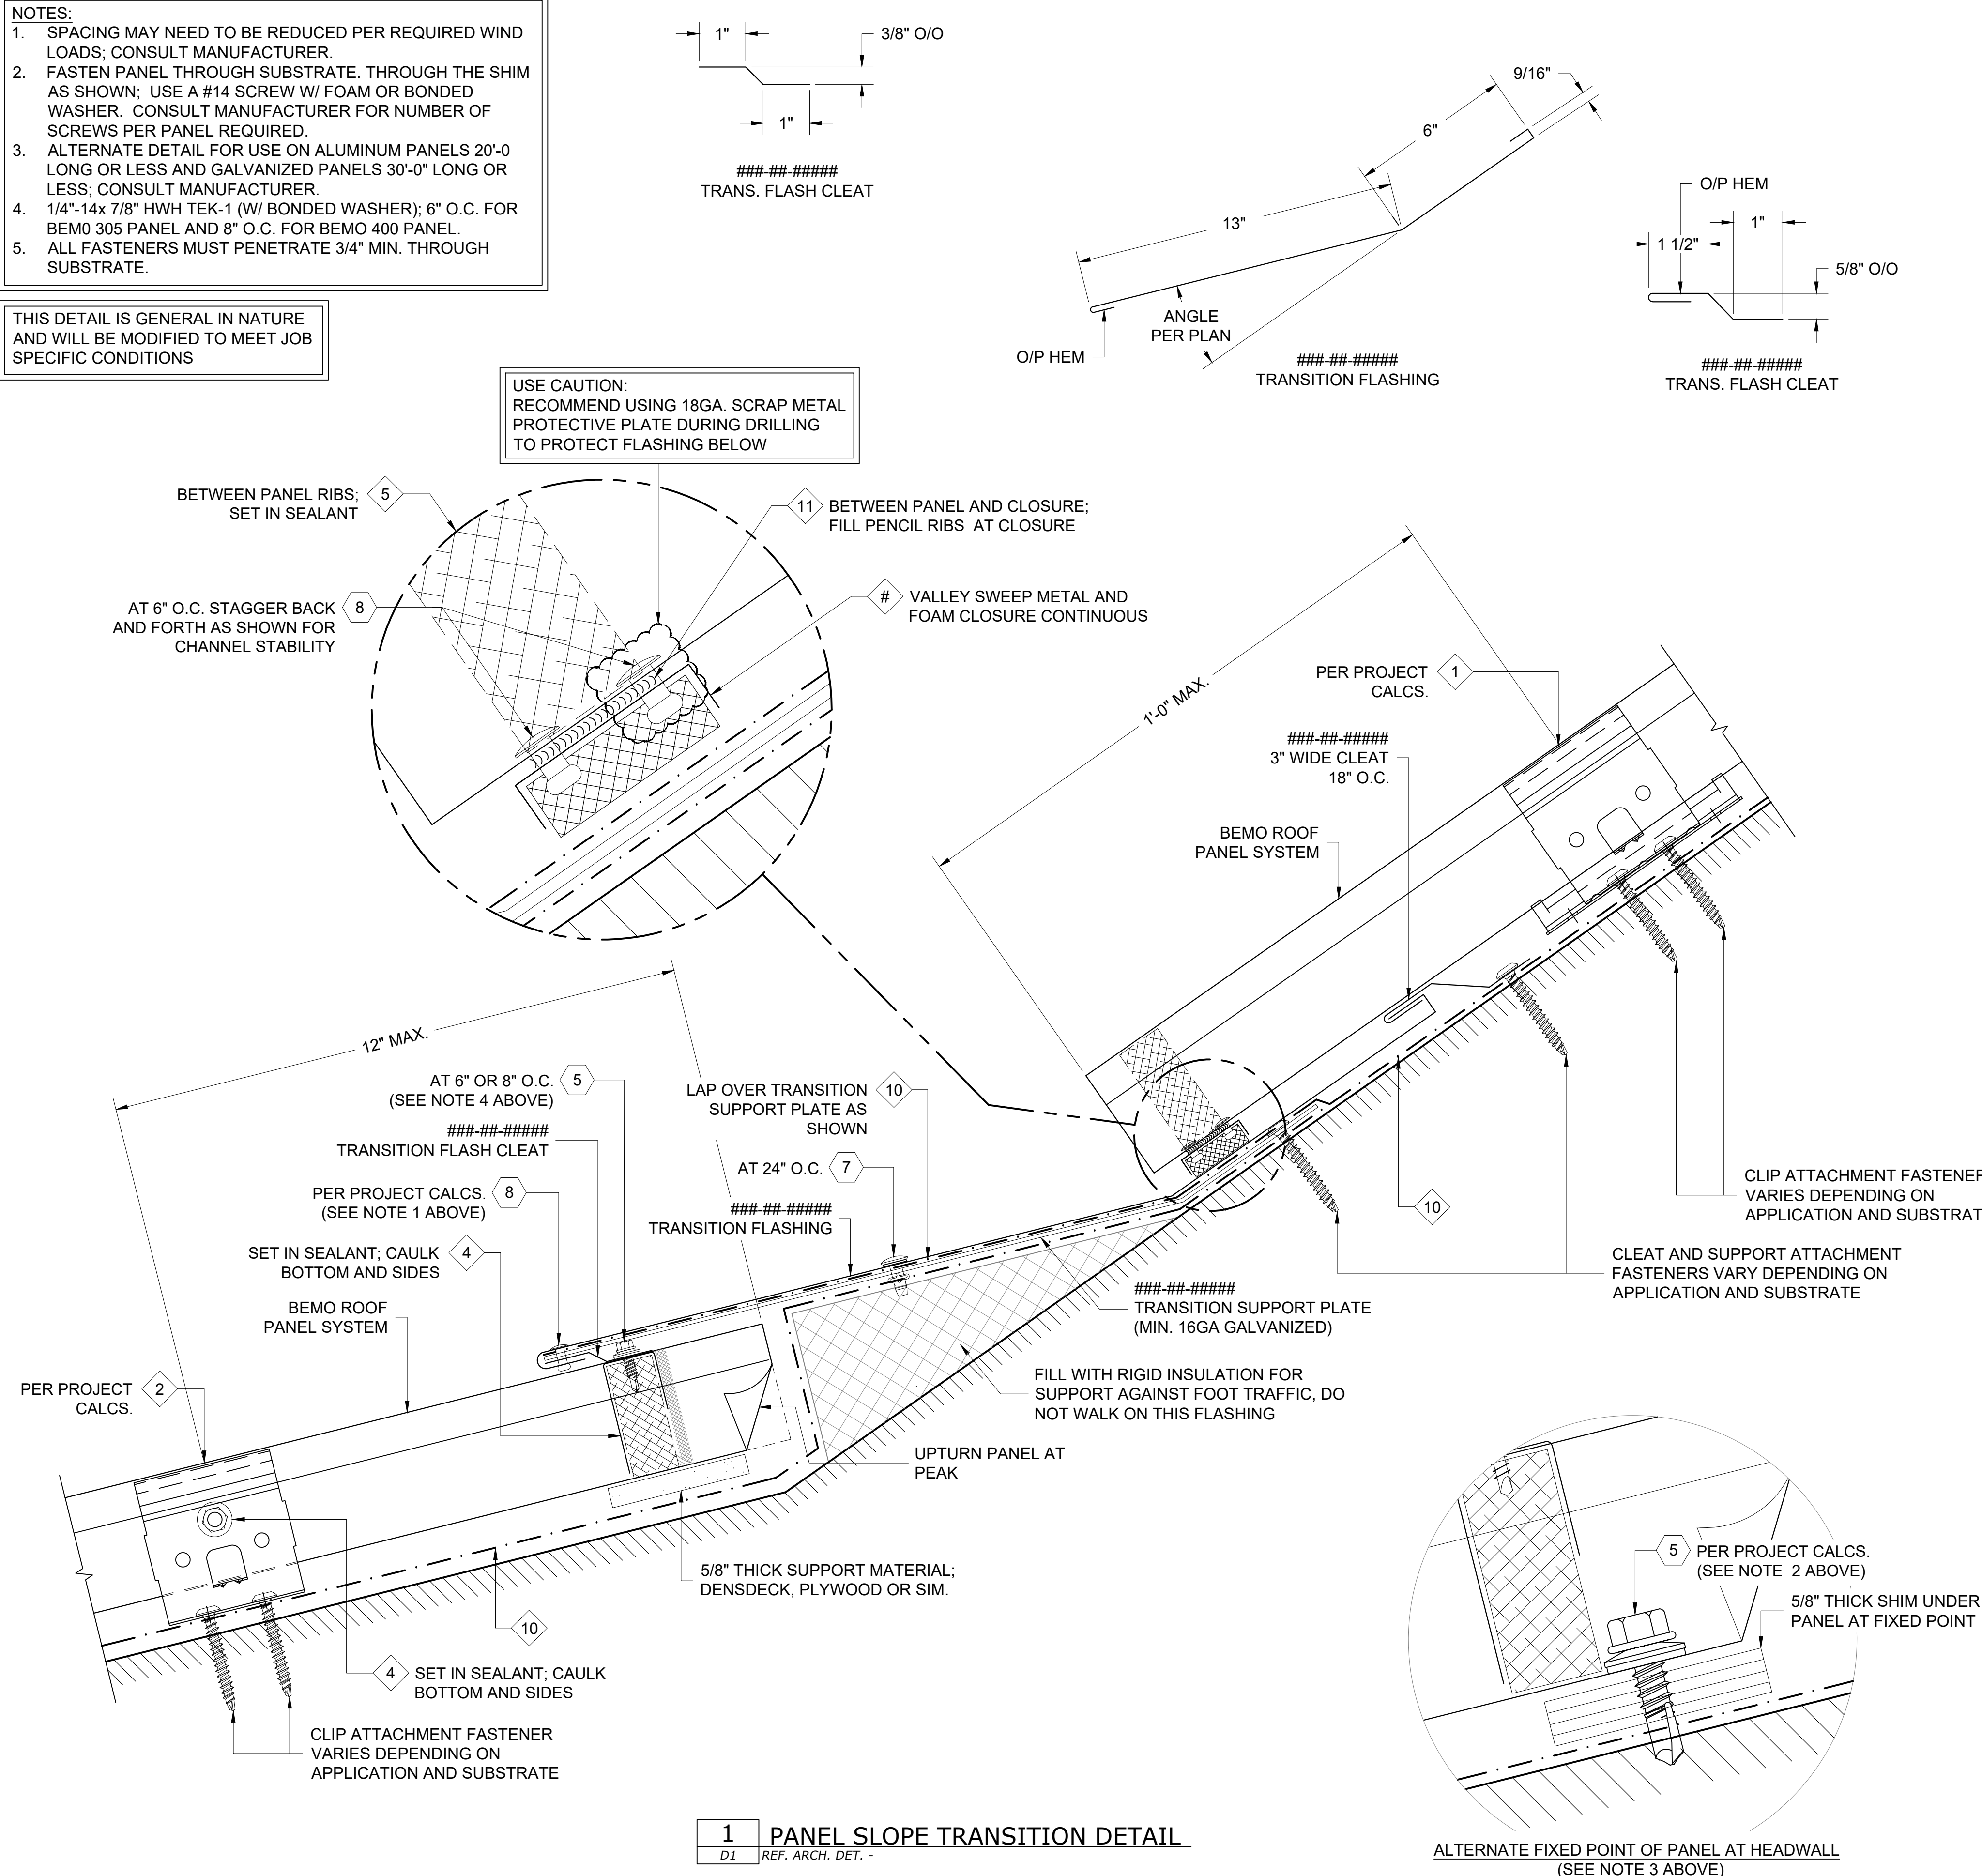 NOTES:
1. SPACING MAY NEED TO BE REDUCED PER REQUIRED WIND
LOADS; CONSULT MANUFACTURER.
2. FASTEN PANEL THROUGH SUBSTRATE. THROUGH THE SHIM
AS SHOWN; USE A #14 SCREW W/ FOAM OR BONDED
WASHER. CONSULT MANUFACTURER FOR NUMBER OF
SCREWS PER PANEL REQUIRED.
3. ALTERNATE DETAIL FOR USE ON ALUMINUM PANELS 20'-0
LONG OR LESS AND GALVANIZED PANELS 30'-0" LONG OR
LESS; CONSULT MANUFACTURER.
4. 1/4"-14x 7/8" HWH TEK-1 (W/ BONDED WASHER); 6" O.C. FOR
BEM0 305 PANEL AND 8" O.C. FOR BEMO 400 PANEL.
5. ALL FASTENERS MUST PENETRATE 3/4" MIN. THROUGH
SUBSTRATE.
THIS DETAIL IS GENERAL IN NATURE
AND WILL BE MODIFIED TO MEET JOB
SPECIFIC CONDITIONS
1"
3/8" O/O
1"
###-##-#####
TRANS. FLASH CLEAT
9/16"
6"
13"
ANGLE
PER PLAN
O/P HEM
###-##-#####
TRANSITION FLASHING
O/P HEM
1"
1 1/2"
5/8" O/O
###-##-#####
TRANS. FLASH CLEAT
USE CAUTION:
RECOMMEND USING 18GA. SCRAP METAL
PROTECTIVE PLATE DURING DRILLING
TO PROTECT FLASHING BELOW
BETWEEN PANEL RIBS; 5
SET IN SEALANT
11 BETWEEN PANEL AND CLOSURE;
FILL PENCIL RIBS AT CLOSURE
AT 6" O.C. STAGGER BACK 8
AND FORTH AS SHOWN FOR
CHANNEL STABILITY
# VALLEY SWEEP METAL AND
FOAM CLOSURE CONTINUOUS
1'-0" MAX.
PER PROJECT 1
CALCS.
###-##-#####
3" WIDE CLEAT
18" O.C.
BEMO ROOF
PANEL SYSTEM
12" MAX.
AT 6" OR 8" O.C. 5
(SEE NOTE 4 ABOVE)
###-##-#####
TRANSITION FLASH CLEAT
PER PROJECT CALCS. 8
(SEE NOTE 1 ABOVE)
SET IN SEALANT; CAULK 4
BOTTOM AND SIDES
BEMO ROOF
PANEL SYSTEM
PER PROJECT 2
CALCS.
LAP OVER TRANSITION 10
SUPPORT PLATE AS
SHOWN
AT 24" O.C. 7
###-##-#####
TRANSITION FLASHING
10
CLIP ATTACHMENT FASTENER
VARIES DEPENDING ON
APPLICATION AND SUBSTRAT
CLEAT AND SUPPORT ATTACHMENT
FASTENERS VARY DEPENDING ON
APPLICATION AND SUBSTRATE
###-##-#####
TRANSITION SUPPORT PLATE
(MIN. 16GA GALVANIZED)
FILL WITH RIGID INSULATION FOR
SUPPORT AGAINST FOOT TRAFFIC, DO
NOT WALK ON THIS FLASHING
UPTURN PANEL AT
PEAK
5/8" THICK SUPPORT MATERIAL;
DENSDECK, PLYWOOD OR SIM.
10
4 SET IN SEALANT; CAULK
BOTTOM AND SIDES
CLIP ATTACHMENT FASTENER
VARIES DEPENDING ON
APPLICATION AND SUBSTRATE
5 PER PROJECT CALCS.
(SEE NOTE 2 ABOVE)
5/8" THICK SHIM UNDER
PANEL AT FIXED POINT
ALTERNATE FIXED POINT OF PANEL AT HEADWALL
(SEE NOTE 3 ABOVE)
1 PANEL SLOPE TRANSITION DETAIL
D1 REF. ARCH. DET. -